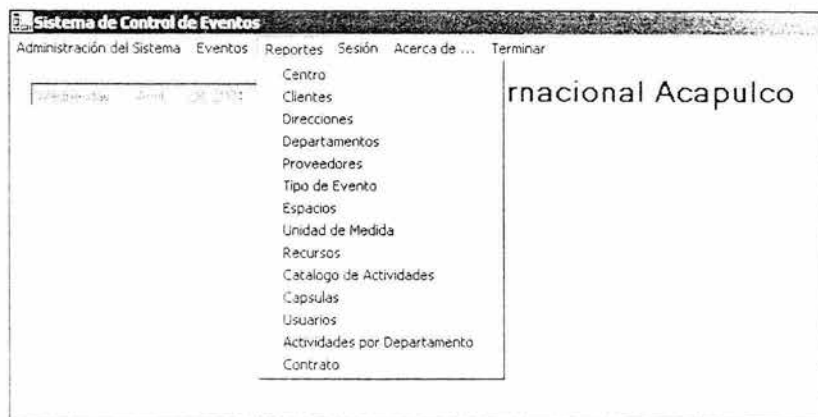 Sistema de Control de Eventos
Administración del Sistema Eventos Reportes Sesión Acerca de ... Terminar
Centro
rnacional Acapulco
Wednesday
Clientes
Direcciones
Departamentos
Proveedores
Tipo de Evento
Espacios
Unidad de Medida
Recursos
Catalogo de Actividades
Capsulas
Usuarios
Actividades por Departamento
Contrato